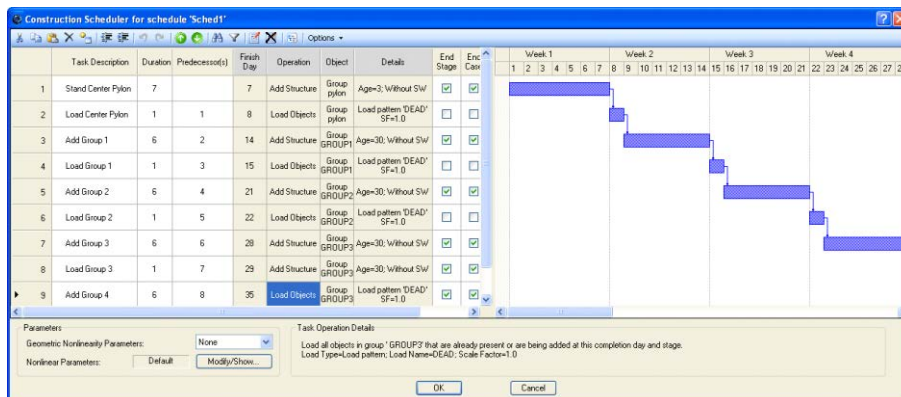 Construction Scheduler for schedule 'Sched1'
Options
Task Description Duration Predecessor(s) Finish Day Operation Object Details End Stage End Case
1 Stand Center Pylon 7 7 Add Structure Group pylon Age=3; Without SW
2 Load Center Pylon 1 1 8 Load Objects Group pylon Load pattern 'DEAD' SF=1.0
3 Add Group 1 6 2 14 Add Structure Group GROUP1 Age=30; Without SW
4 Load Group 1 1 3 15 Load Objects Group GROUP1 Load pattern 'DEAD' SF=1.0
5 Add Group 2 6 4 21 Add Structure Group GROUP2 Age=30; Without SW
6 Load Group 2 1 5 22 Load Objects Group GROUP2 Load pattern 'DEAD' SF=1.0
7 Add Group 3 6 6 28 Add Structure Group GROUP3 Age=30; Without SW
8 Load Group 3 1 7 29 Add Structure Group GROUP3 Age=30; Without SW
9 Add Group 4 6 8 35 Load Objects Group GROUP3 Load pattern 'DEAD' SF=1.0
Week 1 Week 2 Week 3 Week 4
1 2 3 4 5 6 7 8 9 10 11 12 13 14 15 16 17 18 19 20 21 22 23 24 25 26 27
Parameters
Geometric Nonlinearity Parameters: None
Nonlinear Parameters: Default Modify/Show...
Task Operation Details
Load all objects in group ' GROUP3' that are already present or are being added at this completion day and stage.
Load Type=Load pattern; Load Name=DEAD; Scale Factor=1.0
OK Cancel